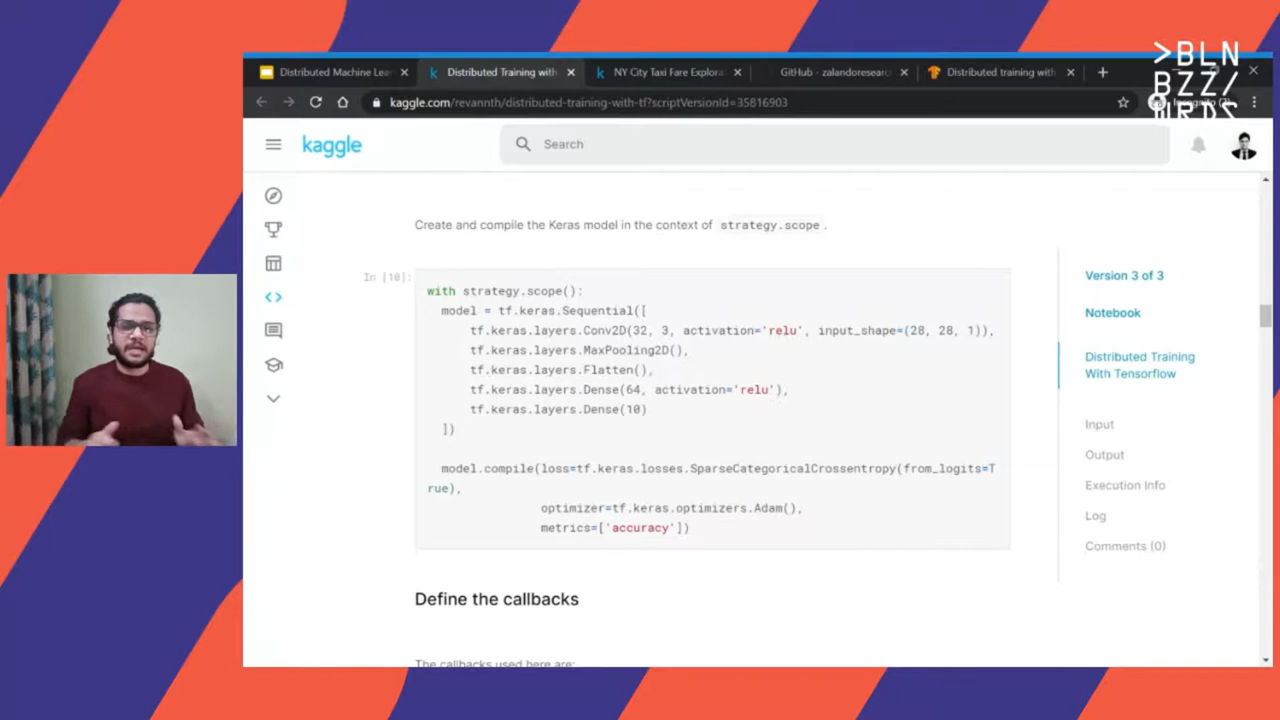 >BLN
BZZ/
WRDS
Distributed Machine Lea
Distributed Training with
NY City Taxi Fare Explora
GitHub - zalandoresearc
Distributed training with
kaggle.com/revannth/distributed-training-with-tf?scriptVersionId=35816903
kaggle
Search
Create and compile the Keras model in the context of strategy.scope.
In [10]:
with strategy.scope():
model = tf.keras.Sequential([
tf.keras.layers.Conv2D(32, 3, activation='relu', input_shape=(28, 28, 1)),
tf.keras.layers.MaxPooling2D(),
tf.keras.layers.Flatten(),
tf.keras.layers.Dense(64, activation='relu'),
tf.keras.layers.Dense(10)
])
model.compile(loss=tf.keras.losses.SparseCategoricalCrossentropy(from_logits=T
rue),
optimizer=tf.keras.optimizers.Adam(),
metrics=['accuracy'])
Define the callbacks
The callbacks used here are:
Version 3 of 3
Notebook
Distributed Training
With Tensorflow
Input
Output
Execution Info
Log
Comments (0)